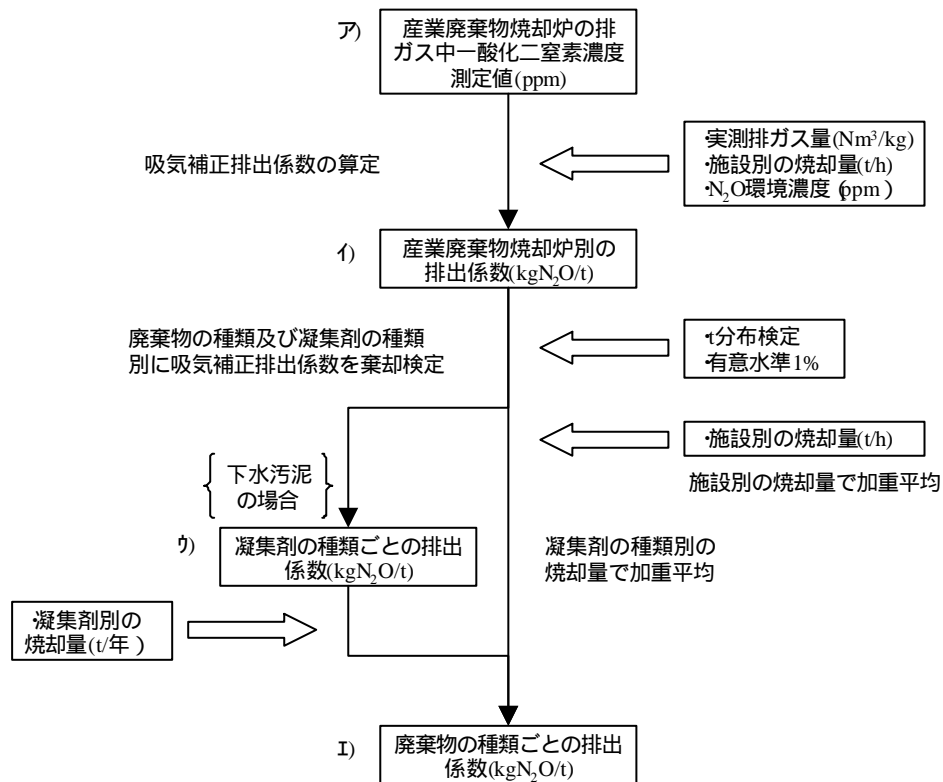 ア)
産業廃棄物焼却炉の排
ガス中一酸化二窒素濃度
測定値(ppm)
吸気補正排出係数の算定
・実測排ガス量(Nm³/kg)
・施設別の焼却量(t/h)
・N₂O環境濃度(ppm)
イ)
産業廃棄物焼却炉別の
排出係数(kgN₂O/t)
廃棄物の種類及び凝集剤の種類
別に吸気補正排出係数を棄却検定
・t分布検定
・有意水準1%
・施設別の焼却量(t/h)
施設別の焼却量で加重平均
下水汚泥
の場合
ウ)
凝集剤の種類ごとの排出
係数(kgN₂O/t)
凝集剤の種類別の
焼却量で加重平均
・凝集剤別の
焼却量(t/年)
エ)
廃棄物の種類ごとの排出
係数(kgN₂O/t)